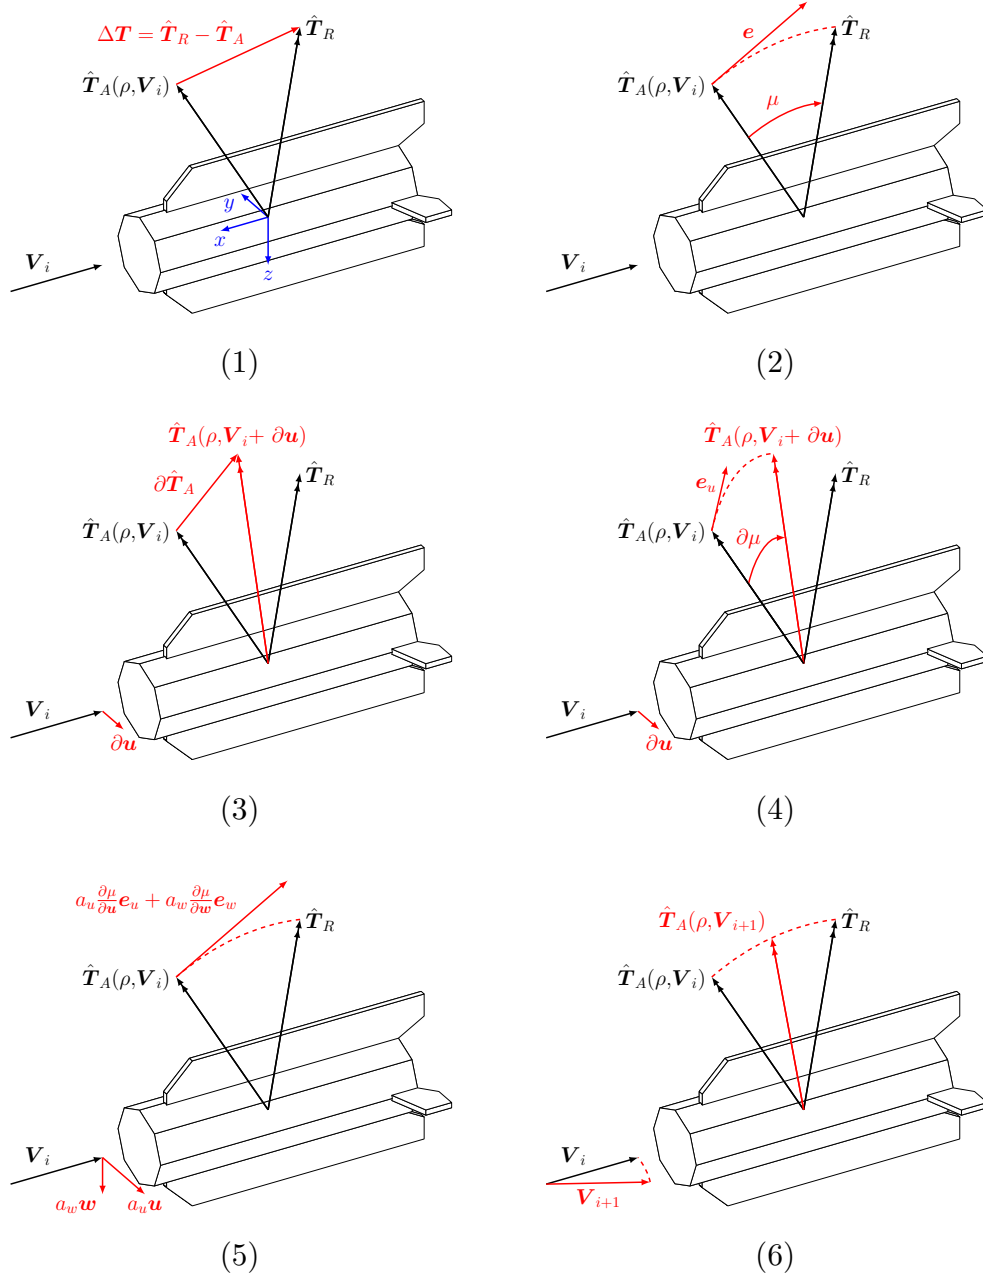 ΔT = T̂_R − T̂_A
T̂_R
T̂_A(ρ,V_i)
y
x
z
V_i
(1)
e
T̂_R
T̂_A(ρ,V_i)
μ
V_i
(2)
T̂_A(ρ,V_i + ∂u)
∂T̂_A
T̂_R
T̂_A(ρ,V_i)
V_i
∂u
(3)
T̂_A(ρ,V_i + ∂u)
e_u
T̂_R
T̂_A(ρ,V_i)
∂μ
V_i
∂u
(4)
a_u ∂μ/∂u e_u + a_w ∂μ/∂w e_w
T̂_R
T̂_A(ρ,V_i)
V_i
a_w w
a_u u
(5)
T̂_A(ρ,V_{i+1})
T̂_R
T̂_A(ρ,V_i)
V_i
V_{i+1}
(6)